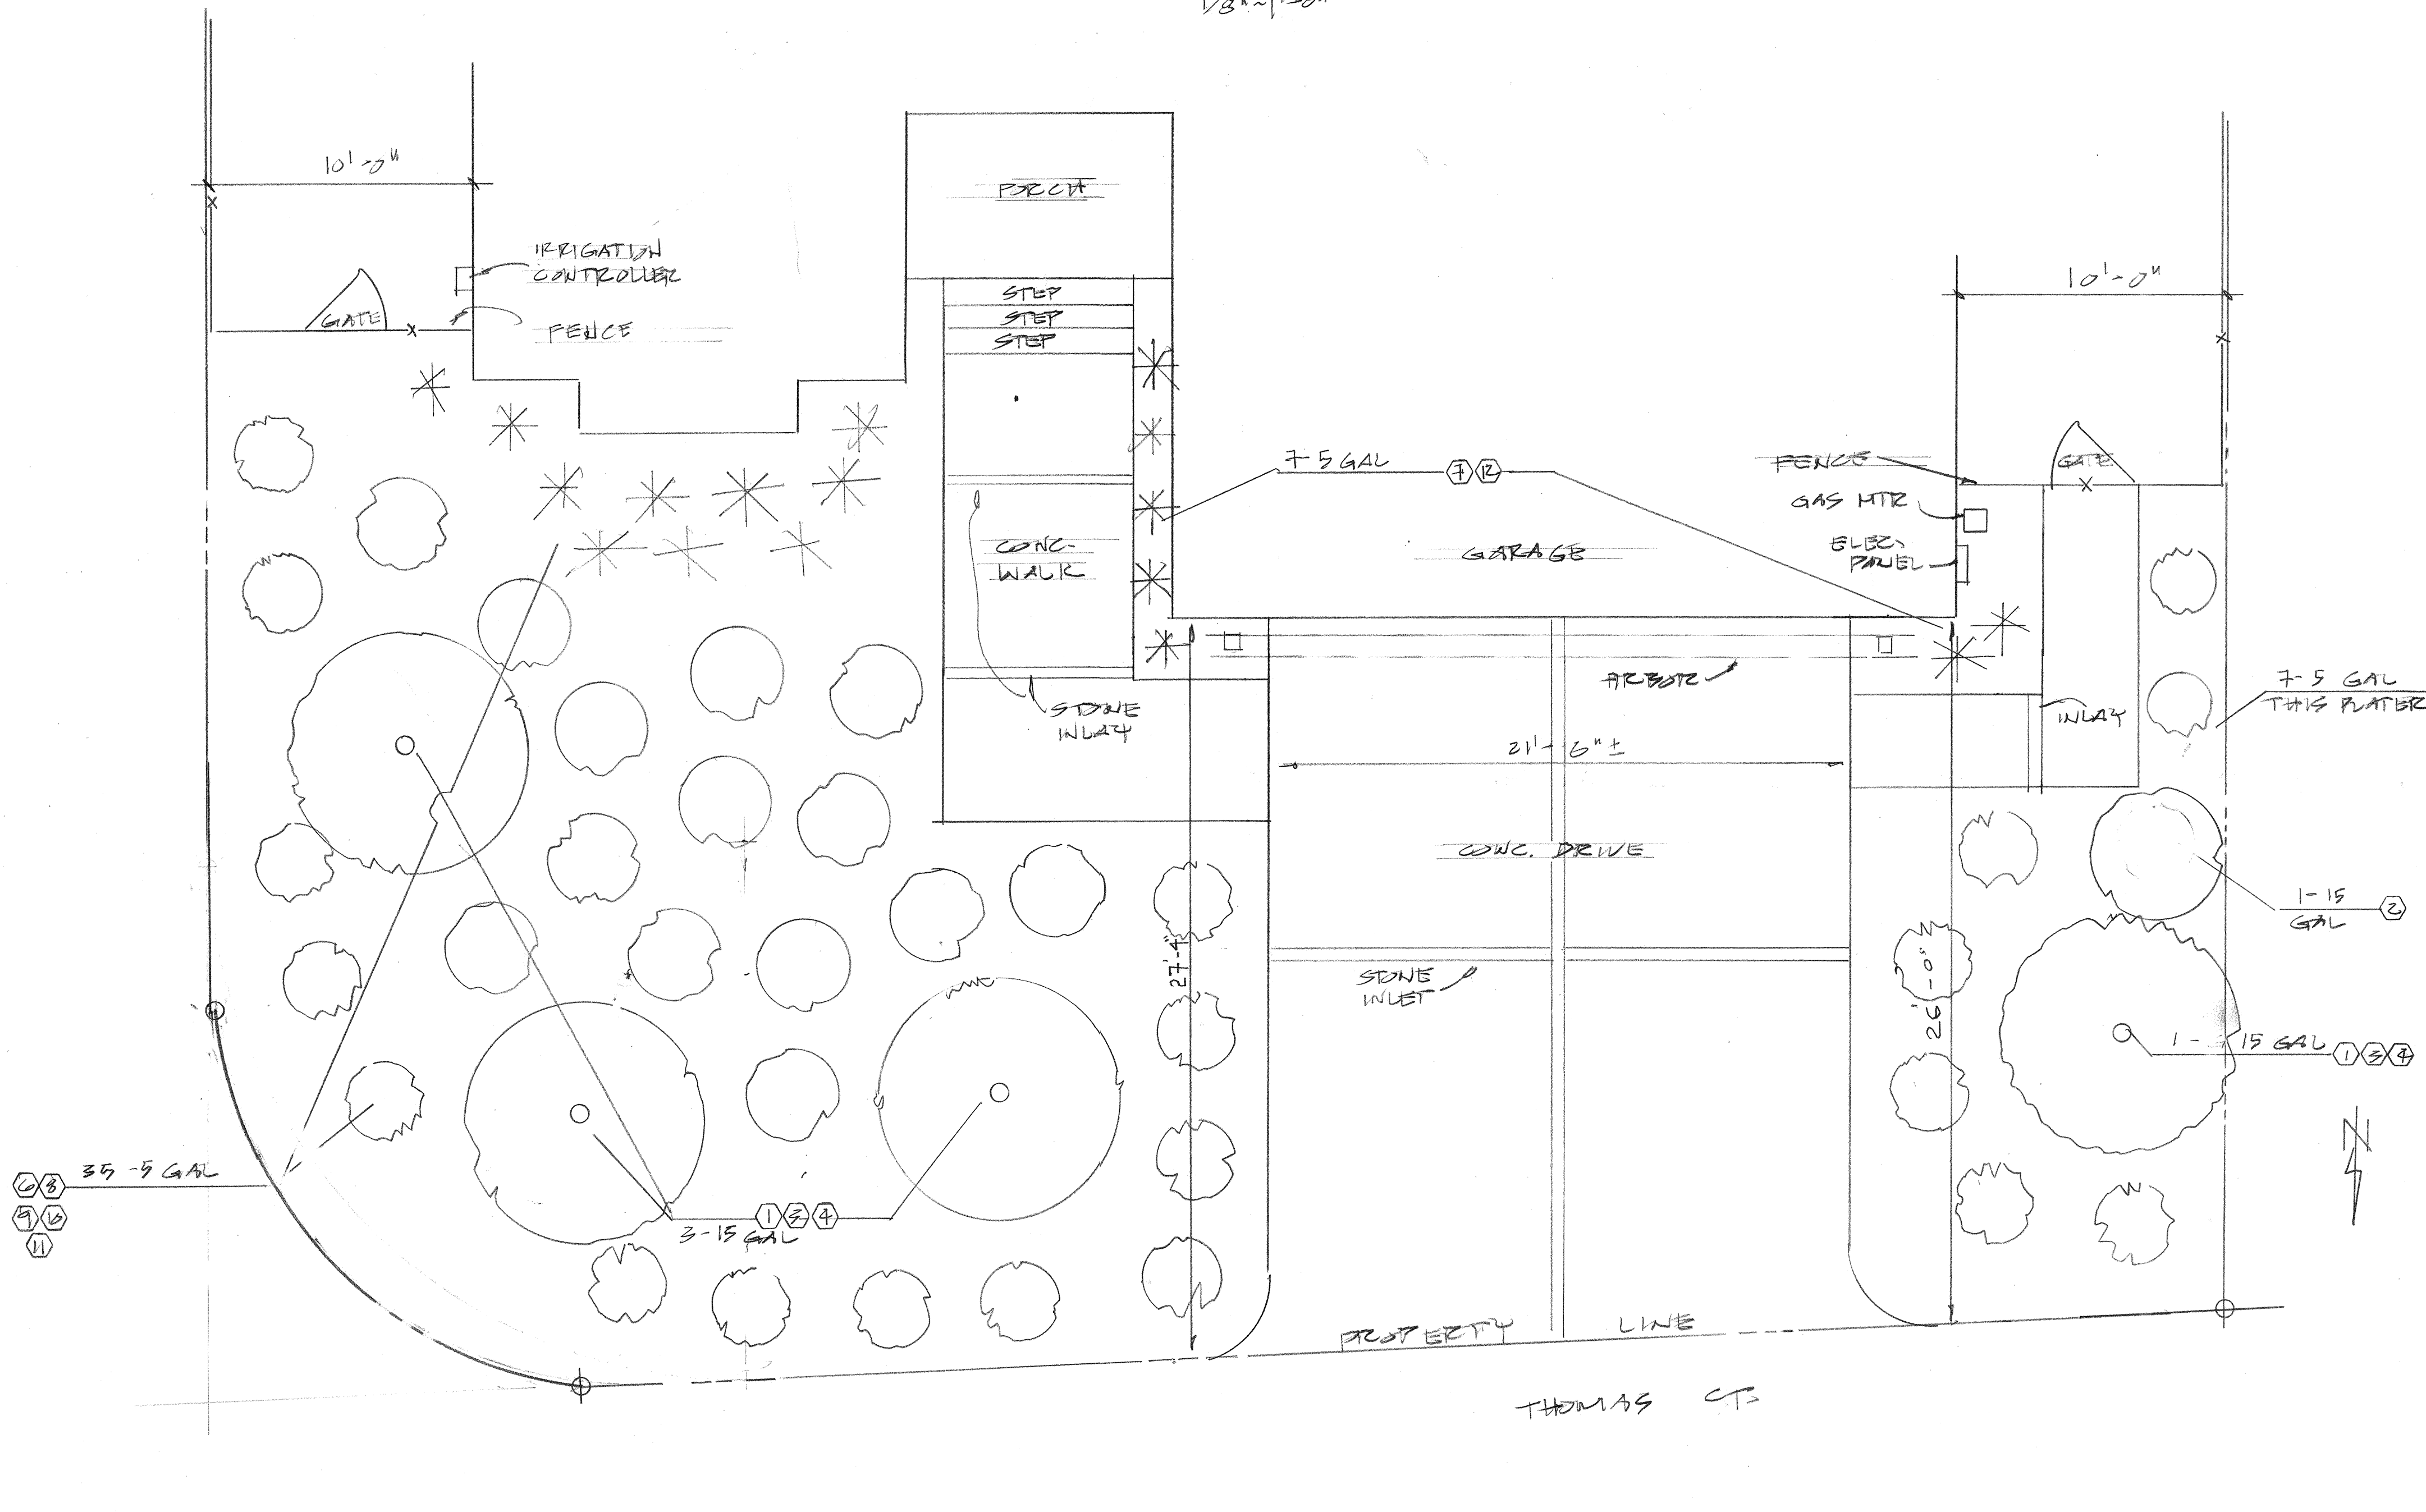 10'-0"
PORCH
IRRIGATION
CONTROLLER
GATE
FENCE
STEP
STEP
STEP
10'-0"
7-5 GAL
7 12
FENCE
GATE
GAS MTR
ELEC.
PANEL
CONC.
WALK
GARAGE
ARBOR
STONE
INLAY
INLAY
7-5 GAL
THIS PLATER
21'-6" ±
CONC. DRIVE
1-15
GAL
2
27'-4"
26'-0"
STONE
INLET
1-15 GAL
1 3 4
N
6 8
35-5 GAL
9 10
11
1 3 4
3-15 GAL
PROPERTY LINE
THOMAS CT.